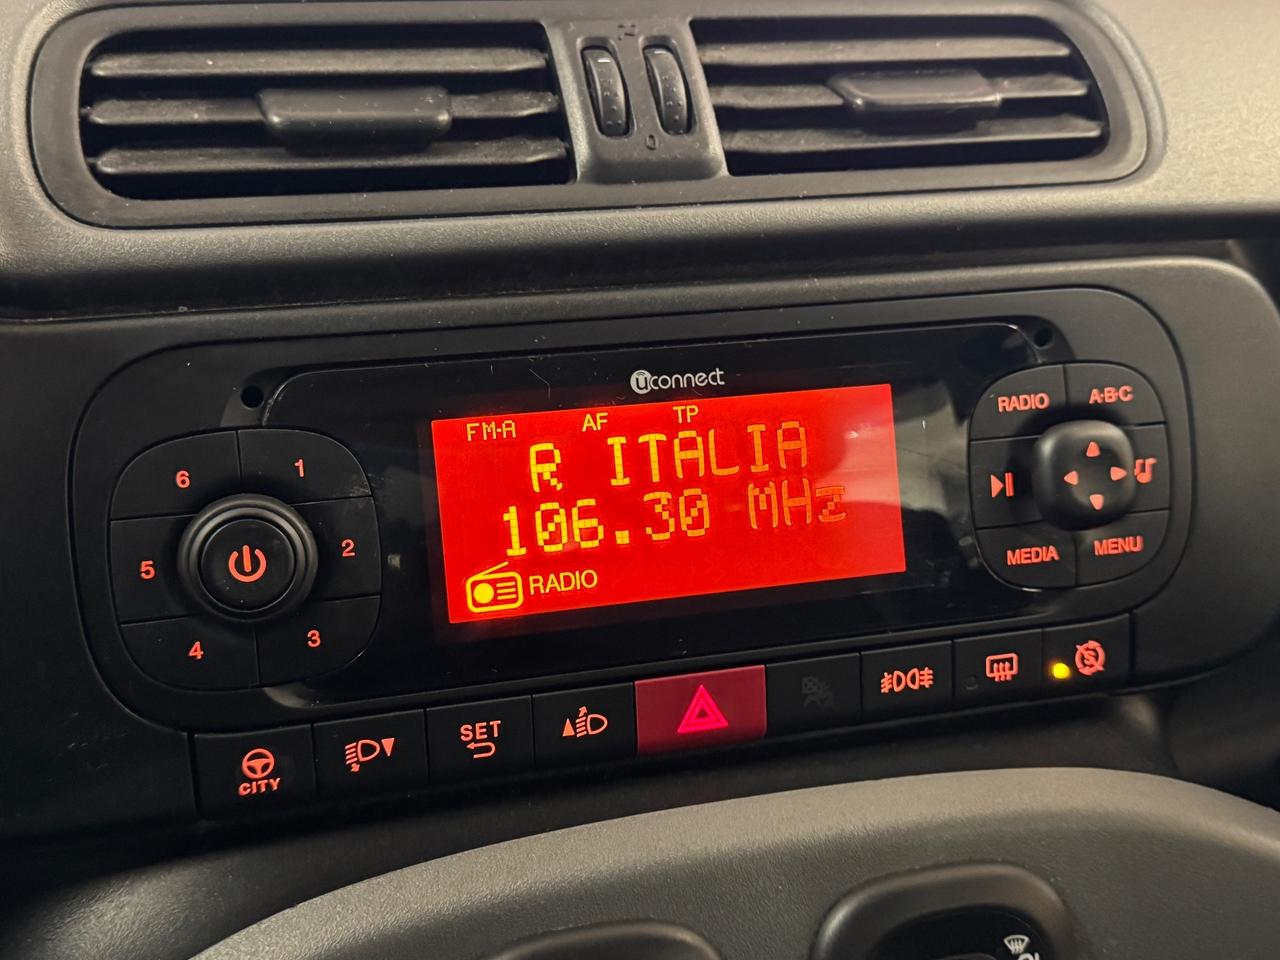 0
uconnect
FM-A AF TP
R ITALIA
106.30 MHz
RADIO
6 1
5 2
4 3
RADIO A·B·C
MEDIA MENU
CITY
SET